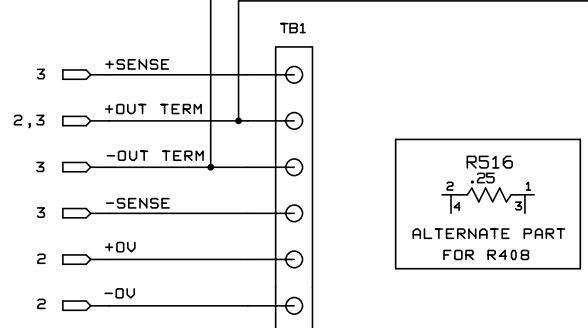 TB1
3 +SENSE
2,3 +OUT TERM
3 -OUT TERM
3 -SENSE
2 +OV
2 -OV
R516
.25
2 1
4 3
ALTERNATE PART
FOR R408